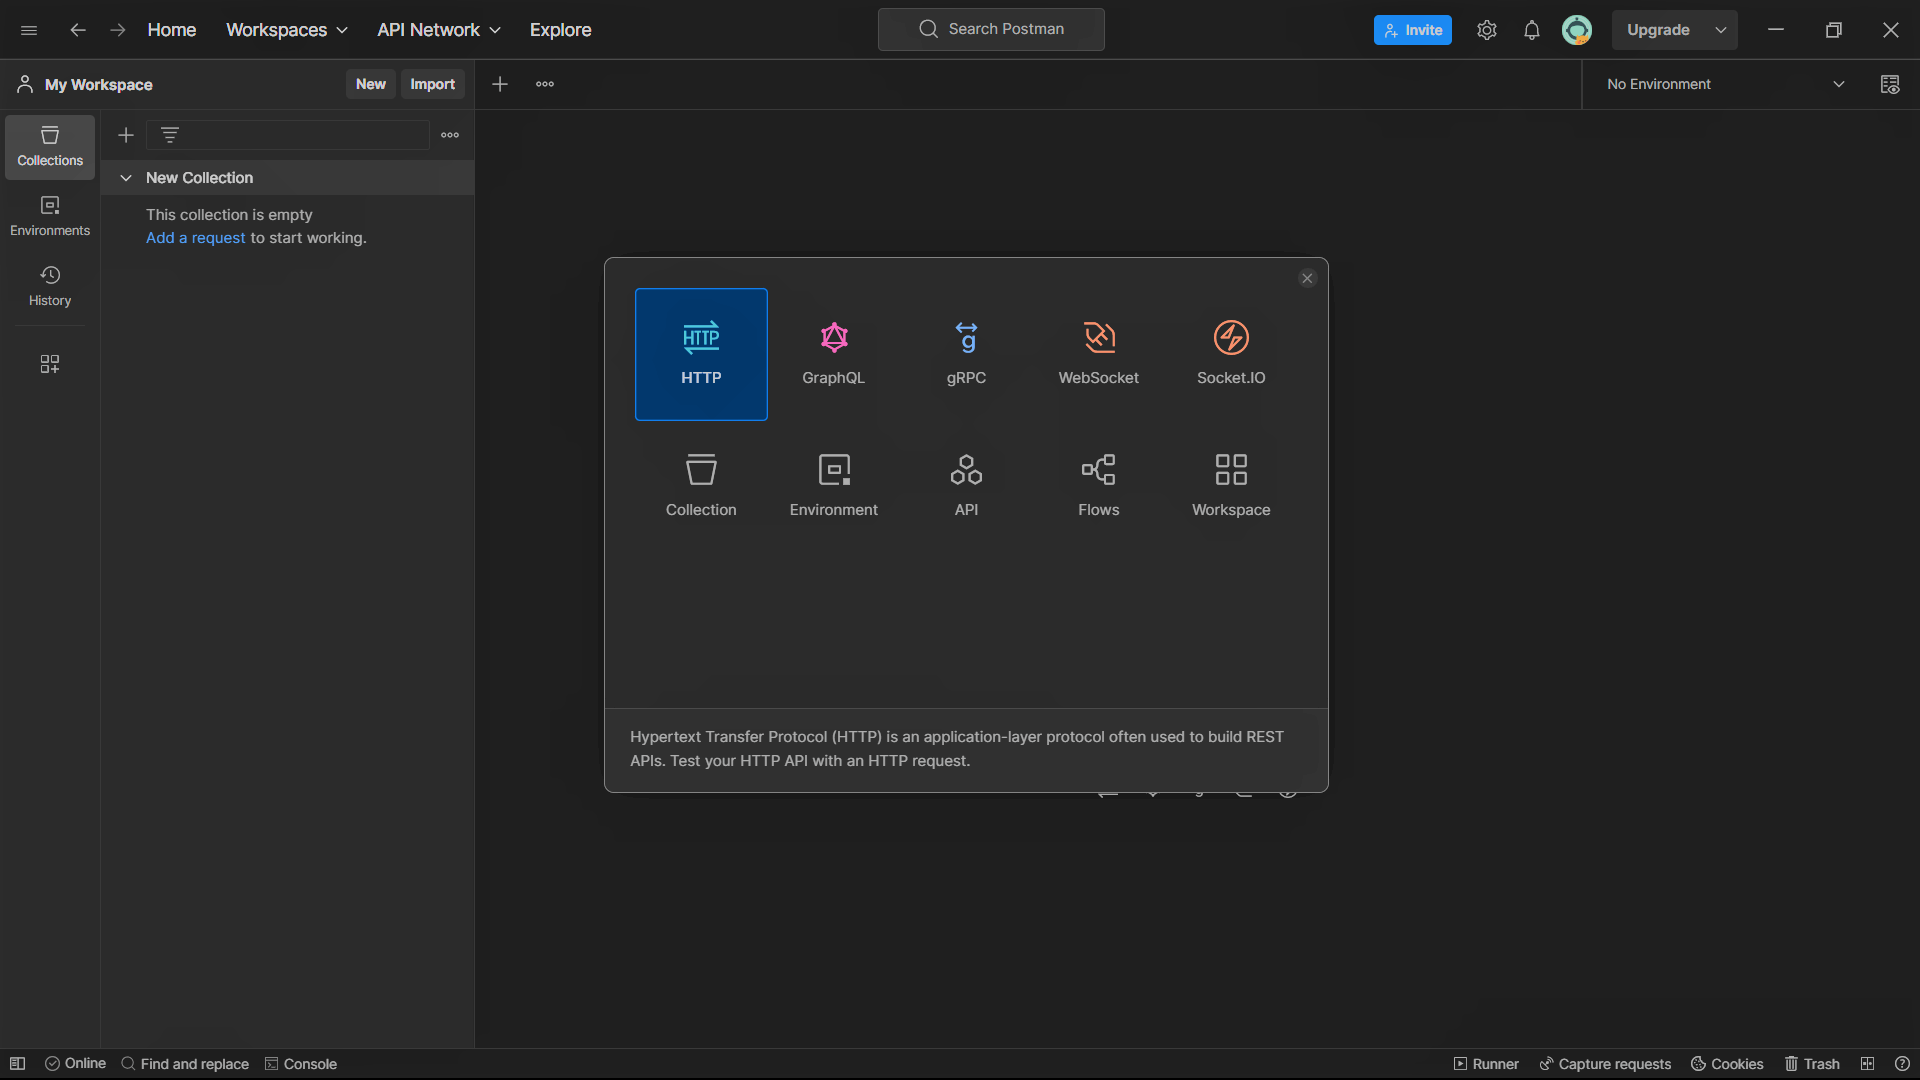 Home
Workspaces
API Network
Explore
Search Postman
Invite
Upgrade
My Workspace
New
Import
No Environment
Collections
Environments
History
New Collection
This collection is empty
Add a request to start working.
HTTP
HTTP
GraphQL
g
gRPC
WebSocket
Socket.IO
Collection
Environment
API
Flows
Workspace
Hypertext Transfer Protocol (HTTP) is an application-layer protocol often used to build REST
APIs. Test your HTTP API with an HTTP request.
Online
Find and replace
Console
Runner
Capture requests
Cookies
Trash